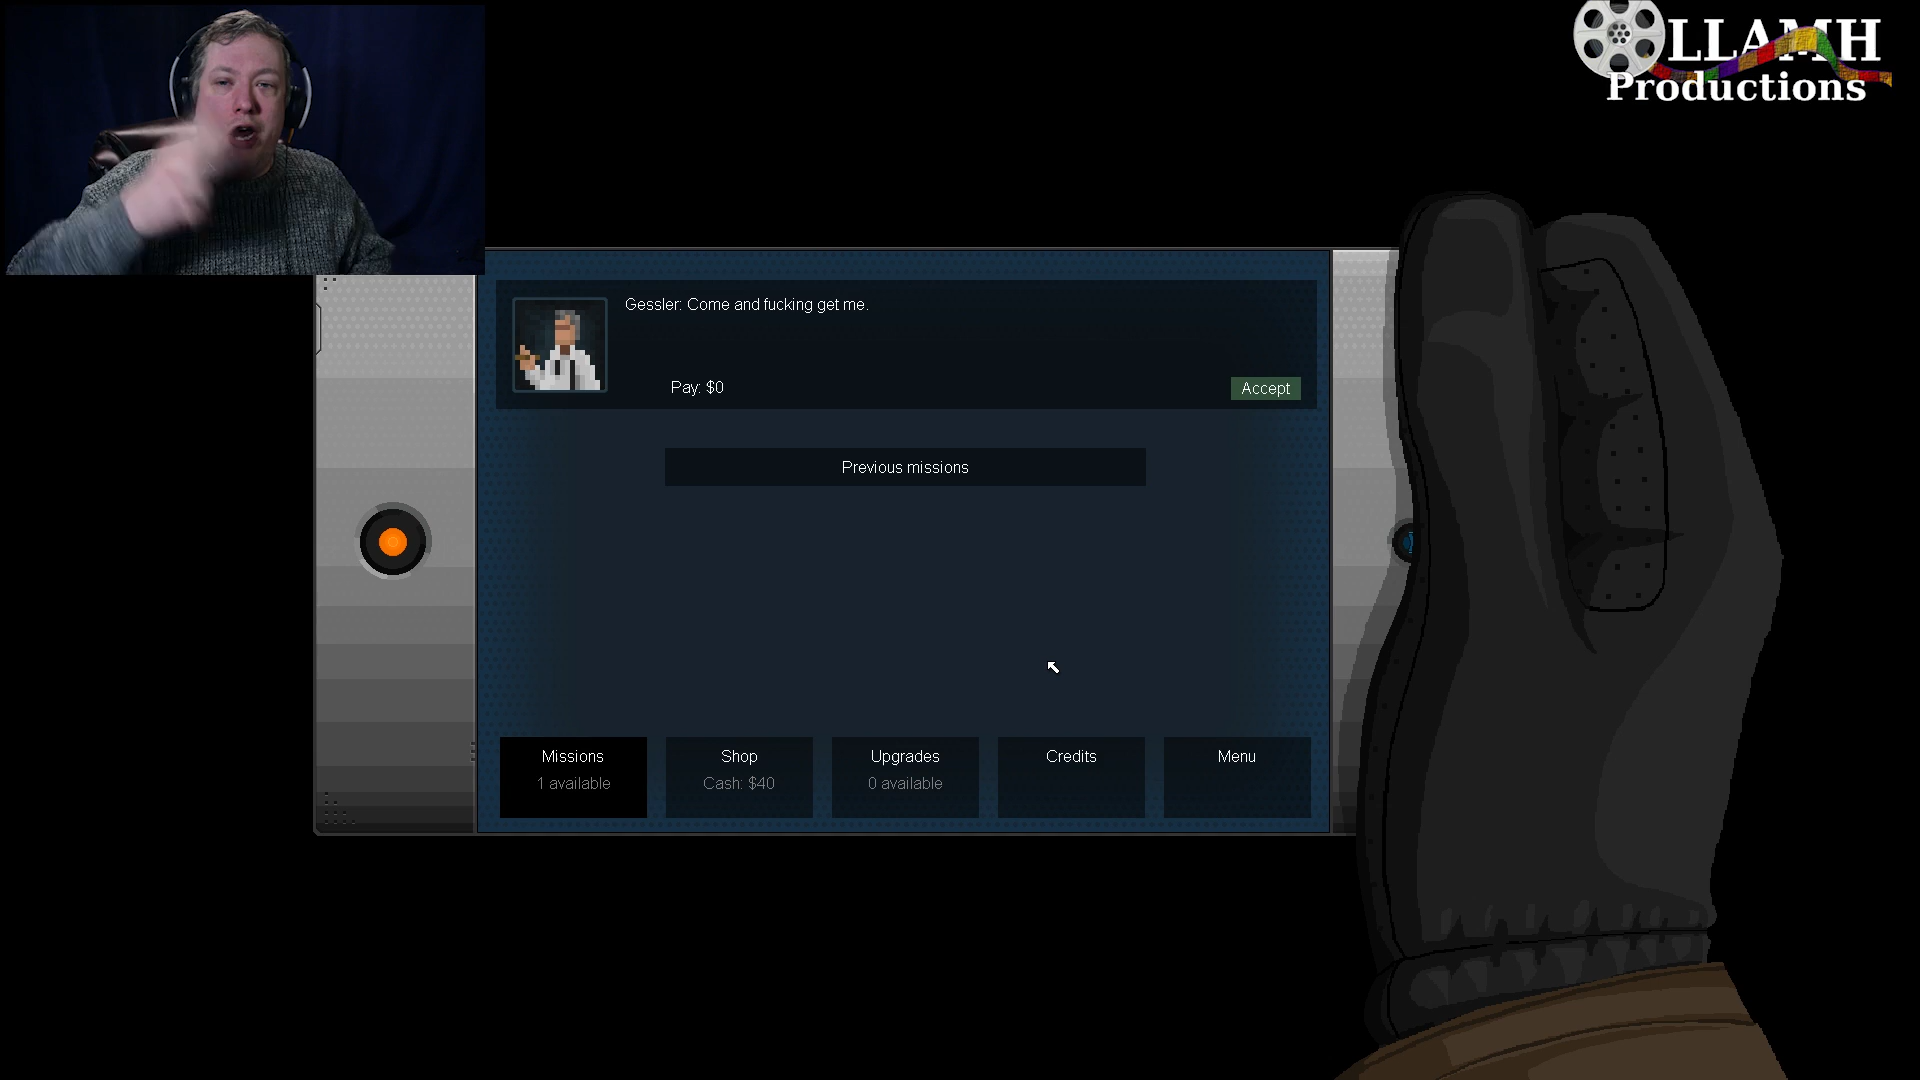 LLAMH
Productions
Gessler: Come and fucking get me.
Pay: $0
Accept
Previous missions
Missions
1 available
Shop
Cash: $40
Upgrades
0 available
Credits
Menu